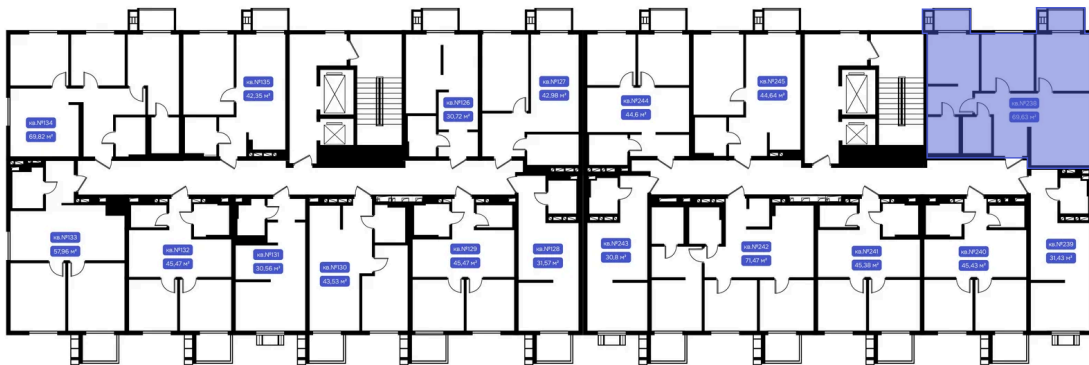 кв.№135
42,35 м²
кв.№126
30,72 м²
кв.№127
42,98 м²
кв.№244
44,6 м²
кв.№245
44,64 м²
кв.№238
69,63 м²
кв.№134
69,82 м²
кв.№133
57,96 м²
кв.№132
45,47 м²
кв.№131
30,56 м²
кв.№130
43,53 м²
кв.№129
45,47 м²
кв.№128
31,57 м²
кв.№243
30,8 м²
кв.№242
71,47 м²
кв.№241
45,38 м²
кв.№240
45,43 м²
кв.№239
31,43 м²